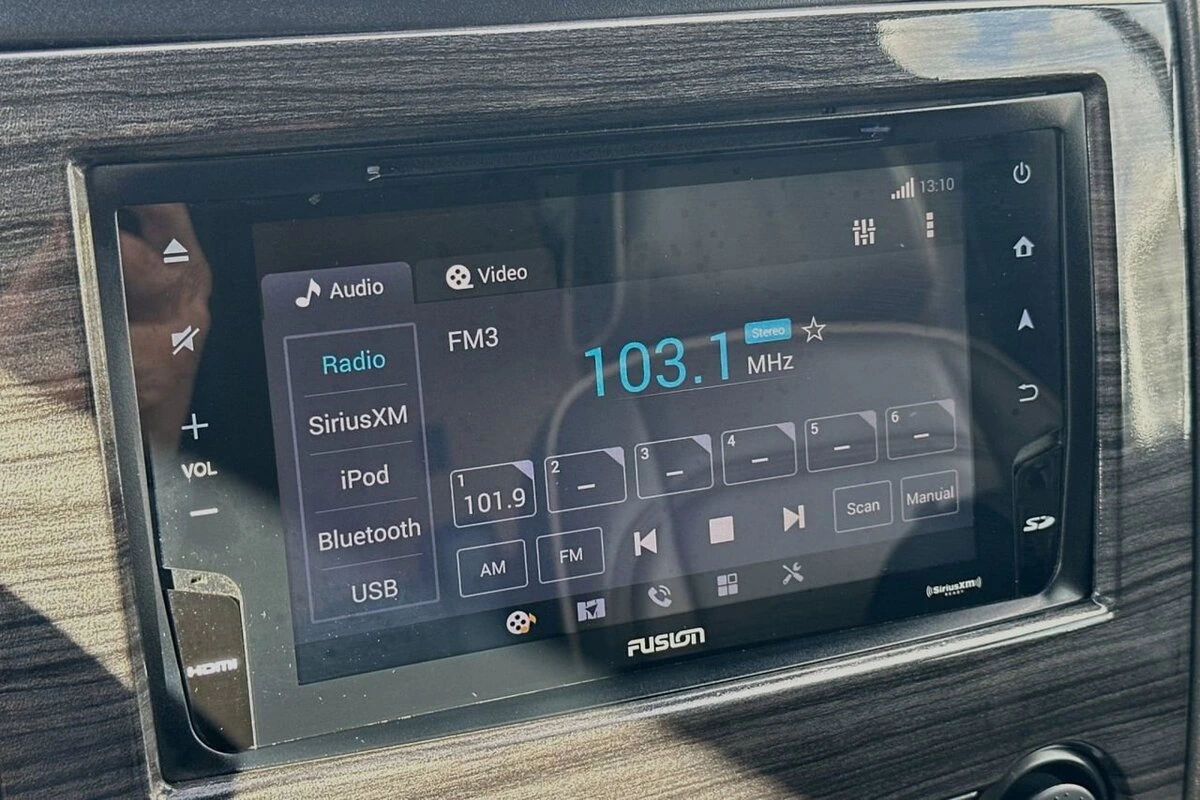 13:10
Audio
Video
Radio
SiriusXM
iPod
Bluetooth
USB
FM3
103.1 MHz
Stereo
1 101.9
2 –
3 –
4 –
5 –
6 –
AM
FM
Scan
Manual
+
VOL
–
HDMI
FUSION
SD
SiriusXM
READY